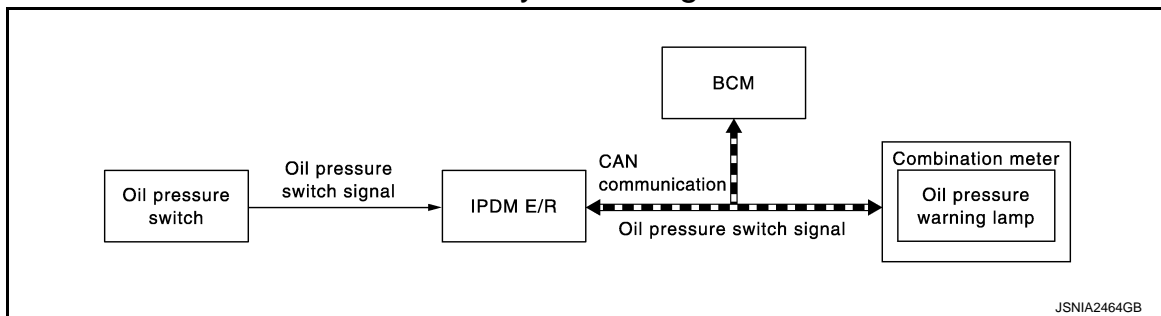 BCM
Oil pressure
switch signal
CAN
communication
Combination meter
Oil pressure
switch
IPDM E/R
Oil pressure
warning lamp
Oil pressure switch signal
JSNIA2464GB